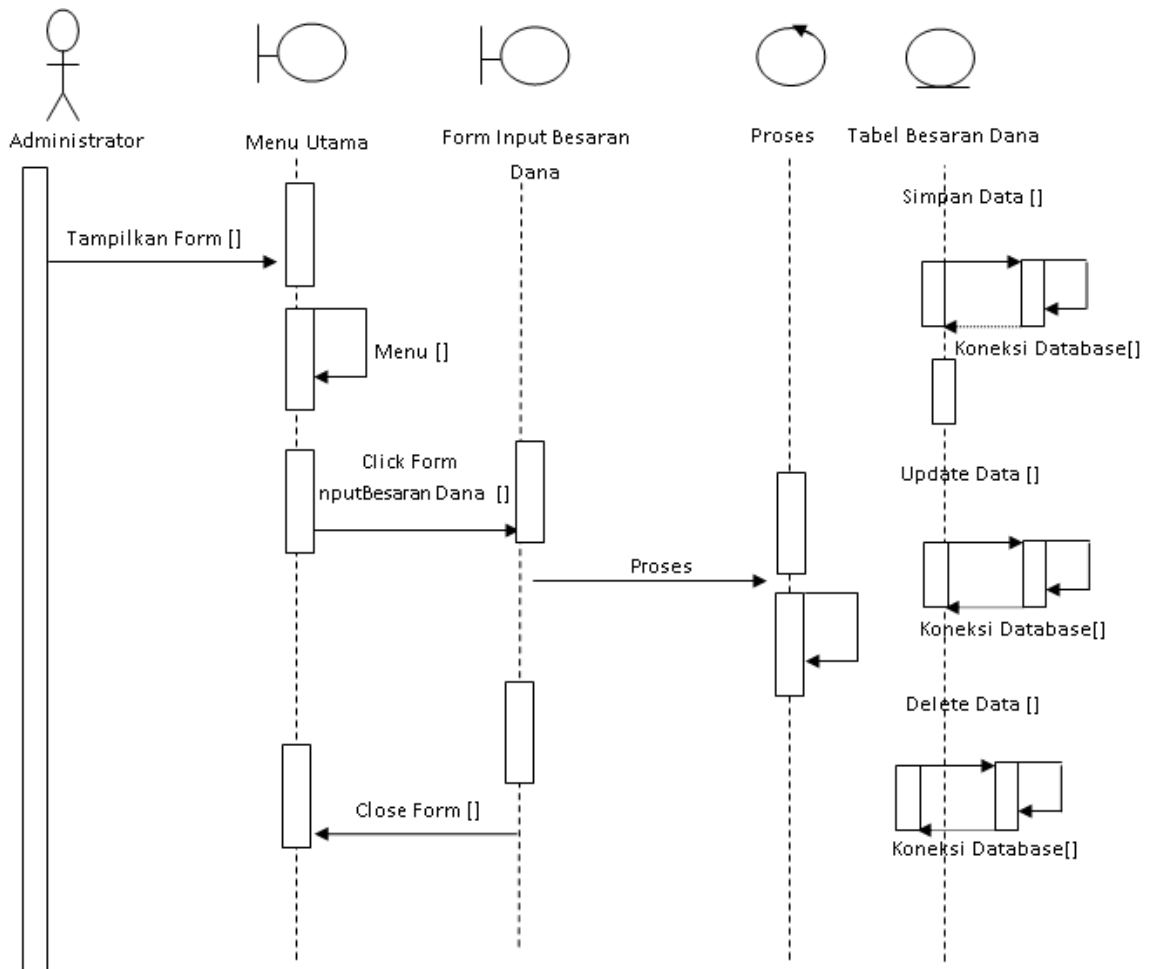 Administrator
Menu Utama
Form Input Besaran
Dana
Proses
Tabel Besaran Dana
Simpan Data []
Tampilkan Form []
Koneksi Database[]
Menu []
Click Form
nputBesaran Dana []
Update Data []
Proses
Koneksi Database[]
Delete Data []
Close Form []
Koneksi Database[]